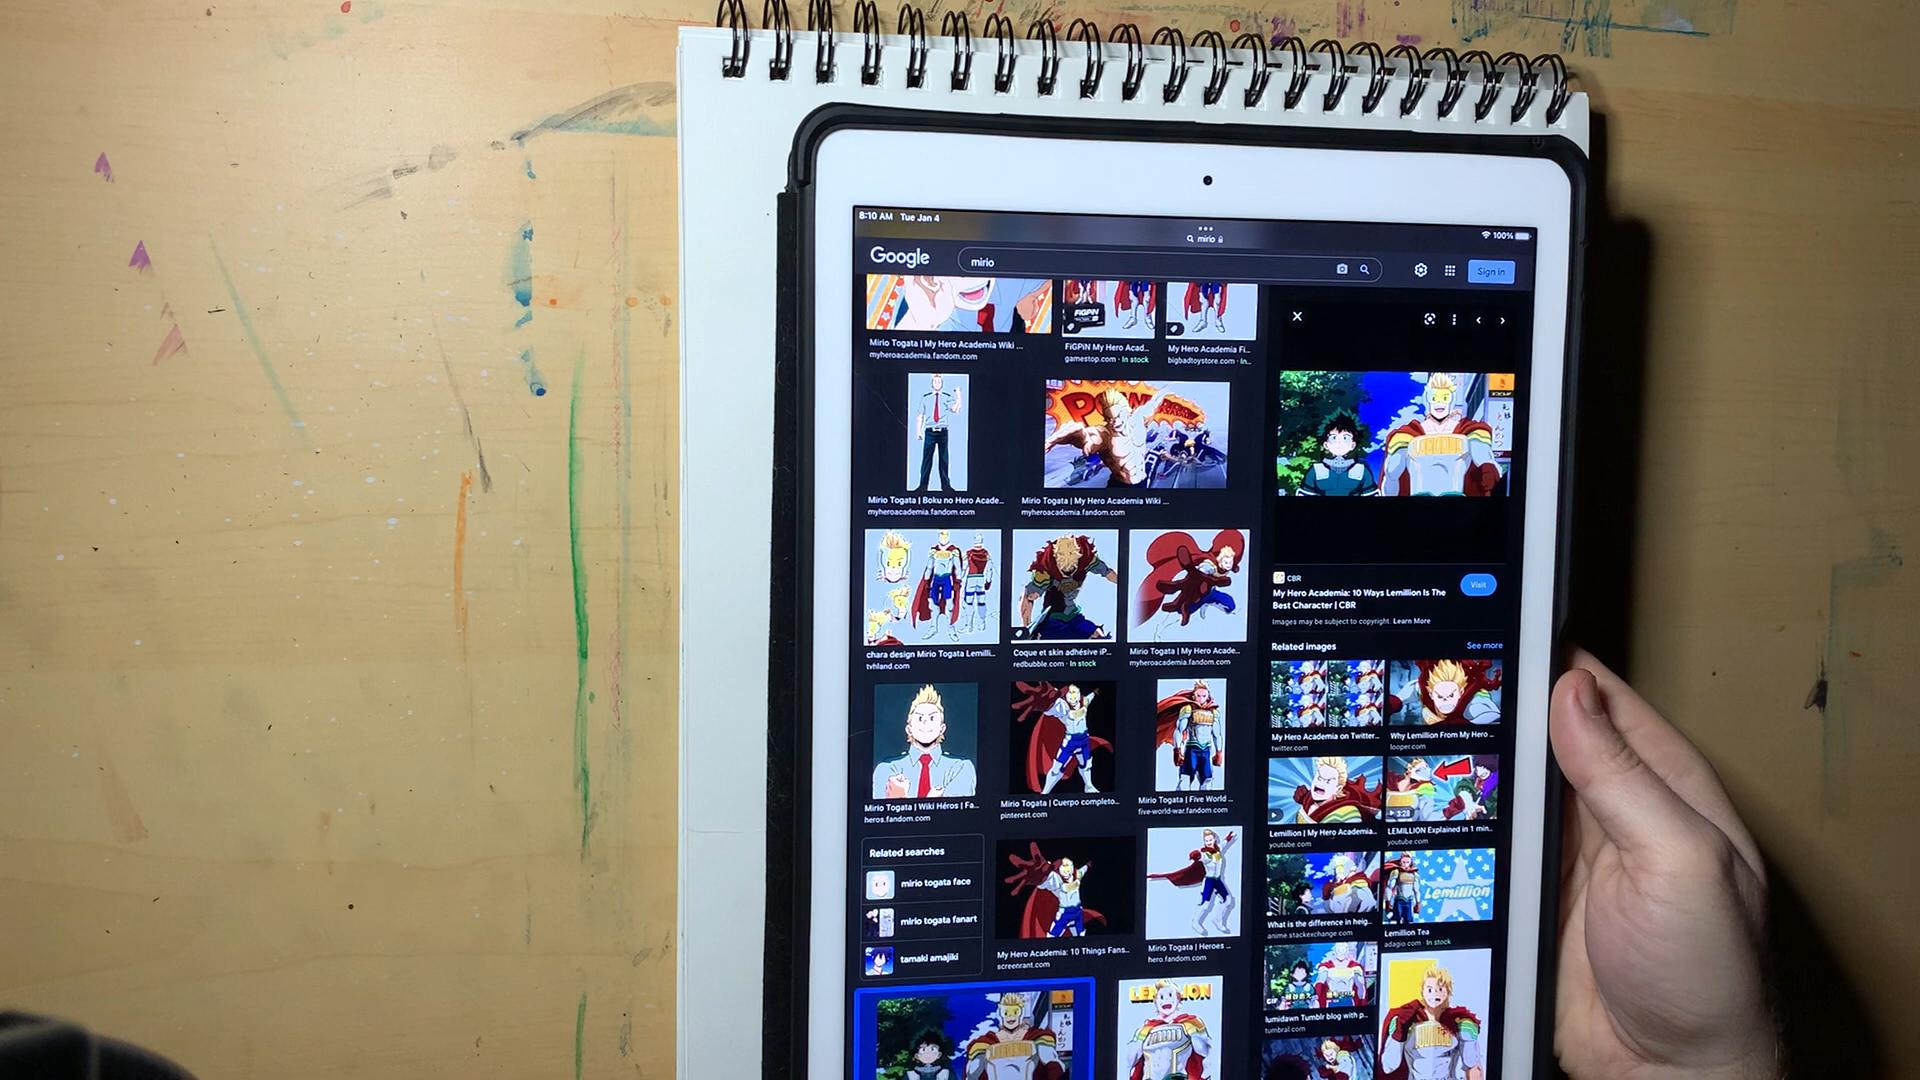 8:10 AM Tue Jan 4
mirio
100%
Google
mirio
Sign in
Mirio Togata | My Hero Academia Wiki ...
myheroacademia.fandom.com
FiGPiN
FiGPiN My Hero Acad...
gamestop.com · In stock
My Hero Academia Fi...
bigbadtoystore.com · In...
POW
Mirio Togata | Boku no Hero Acade...
myheroacademia.fandom.com
Mirio Togata | My Hero Academia Wiki ...
myheroacademia.fandom.com
chara design Mirio Togata Lemilli...
tvhland.com
Coque et skin adhésive iP...
redbubble.com · In stock
Mirio Togata | My Hero Acade...
myheroacademia.fandom.com
Mirio Togata | Wiki Héros | Fa...
heros.fandom.com
Mirio Togata | Cuerpo completo...
pinterest.com
Mirio Togata | Five World ...
five-world-war.fandom.com
Related searches
mirio togata face
mirio togata fanart
tamaki amajiki
My Hero Academia: 10 Things Fans...
screenrant.com
Mirio Togata | Heroes ...
hero.fandom.com
CBR
Visit
My Hero Academia: 10 Ways Lemillion Is The
Best Character | CBR
Images may be subject to copyright. Learn More
Related images
See more
My Hero Academia on Twitter...
twitter.com
Why Lemillion From My Hero ...
looper.com
3:28
Lemillion | My Hero Academia...
youtube.com
LEMILLION Explained in 1 min...
youtube.com
Lemillion
What is the difference in heig...
anime.stackexchange.com
Lemillion Tea
adagio.com · In stock
GIF
lumidawn Tumblr blog with p...
tumbral.com